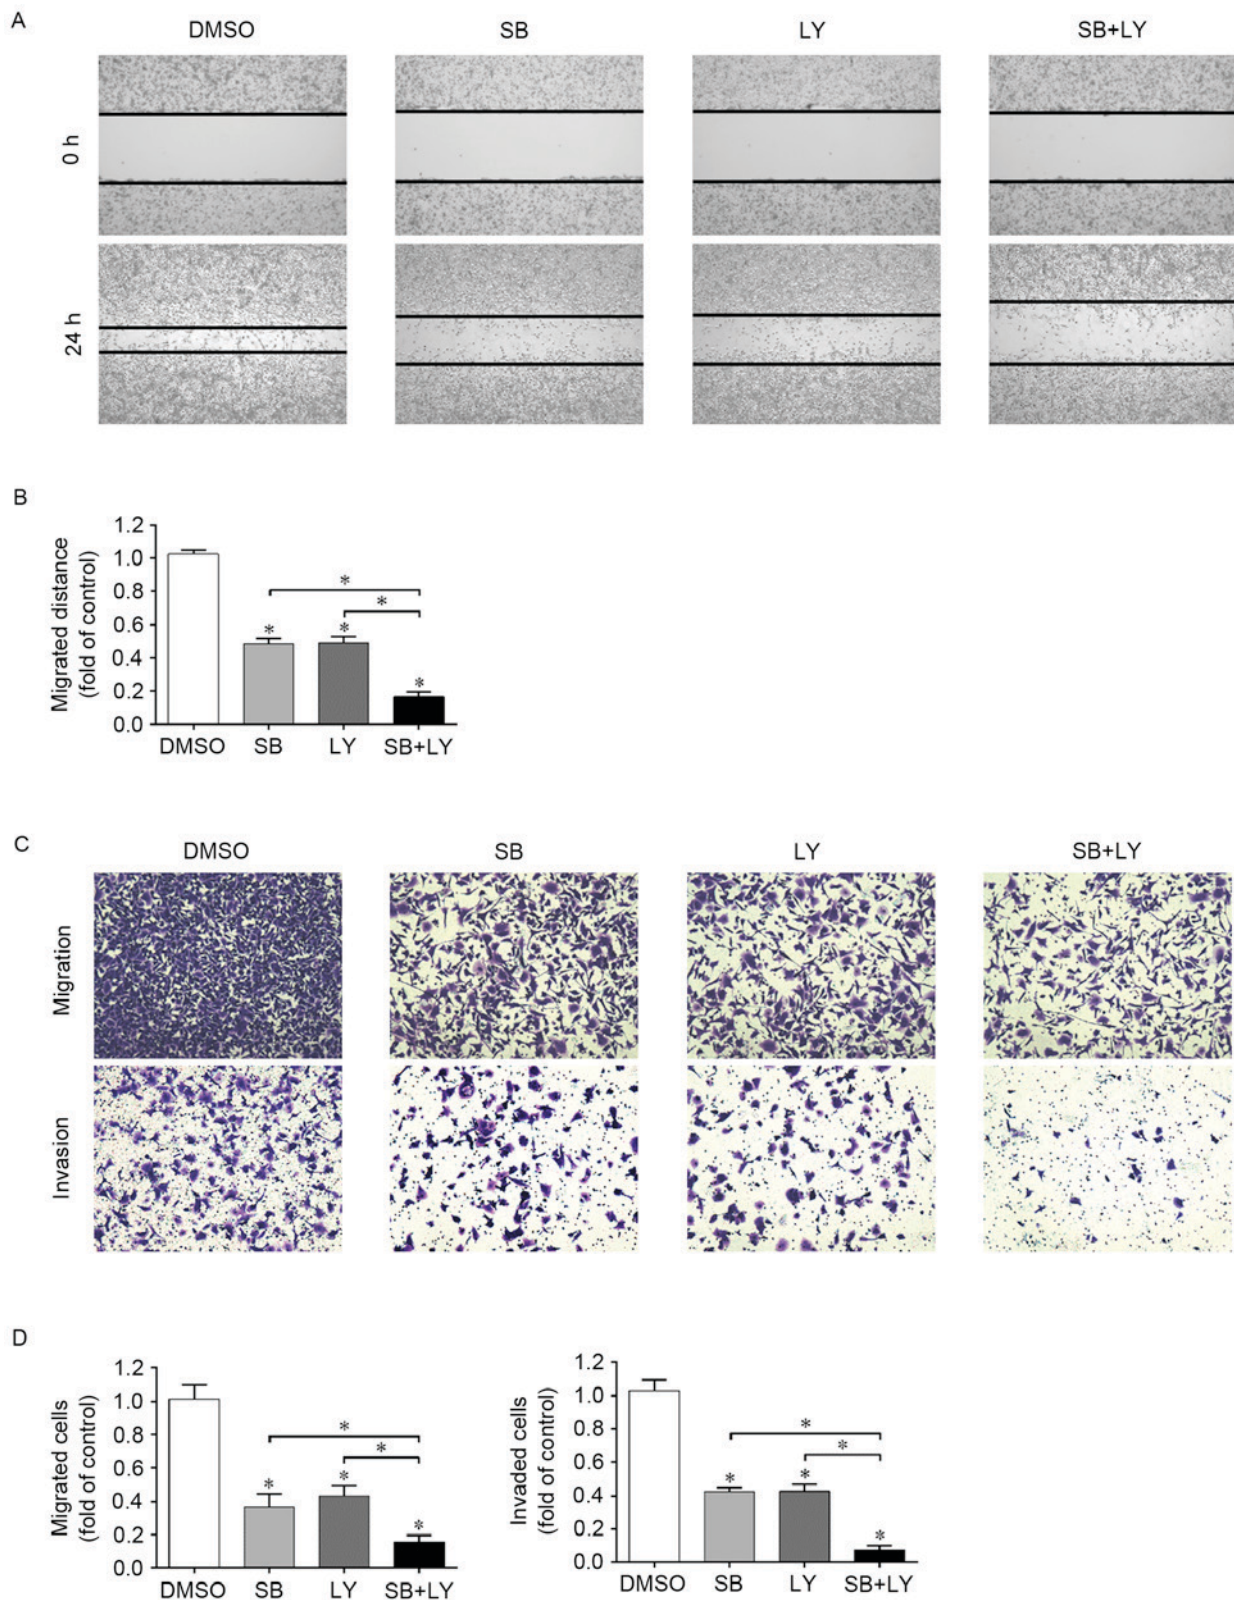 A
DMSO SB LY SB+LY
0 h
24 h
B
Migrated distance
(fold of control)
1.2
1.0
0.8
0.6
0.4
0.2
0.0
*
*
*
*
*
DMSO SB LY SB+LY
C
DMSO SB LY SB+LY
Migration
Invasion
D
Migrated cells
(fold of control)
1.2
1.0
0.8
0.6
0.4
0.2
0.0
*
*
*
*
*
DMSO SB LY SB+LY
Invaded cells
(fold of control)
1.2
1.0
0.8
0.6
0.4
0.2
0.0
*
*
*
*
*
DMSO SB LY SB+LY